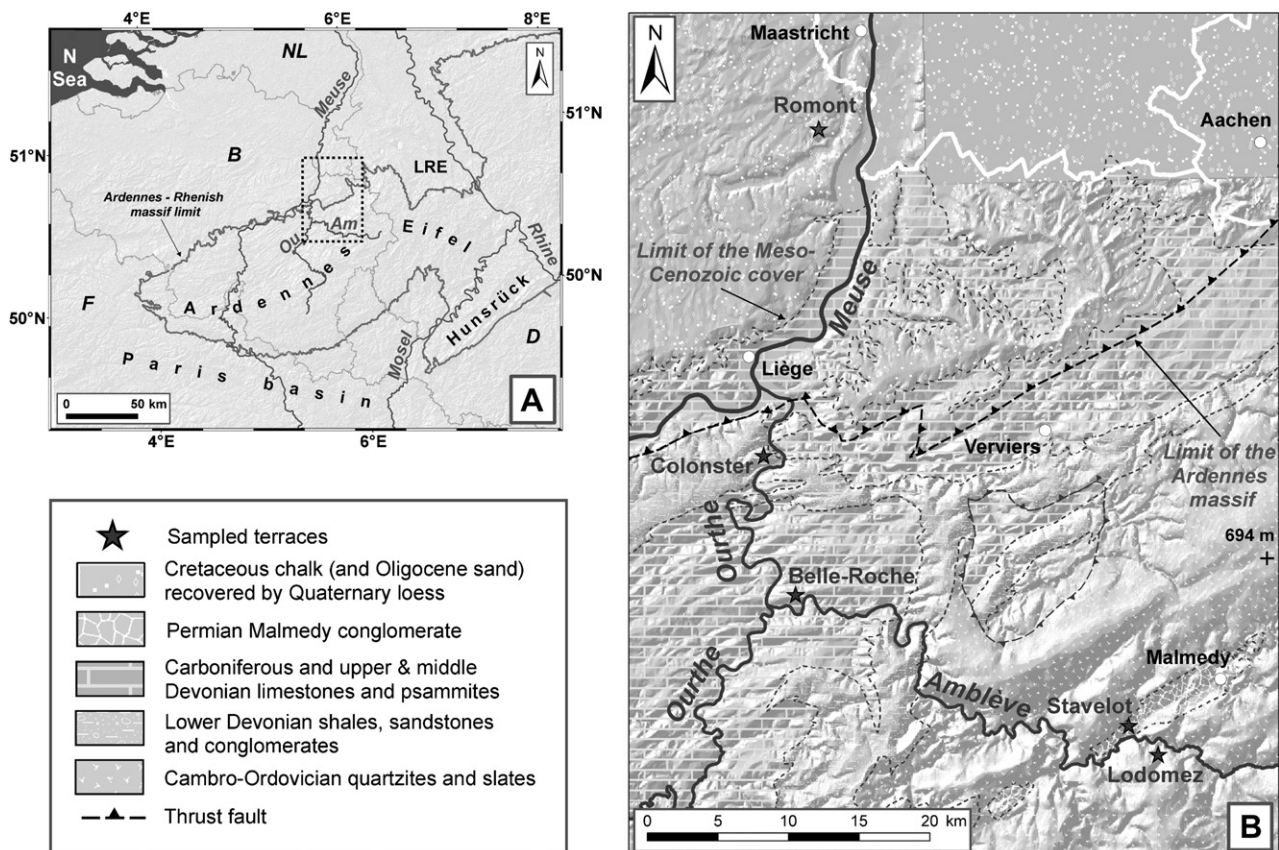 4°E
6°E
8°E
N
Sea
NL
N
Meuse
51°N
51°N
B
LRE
Ardennes - Rhenish
massif limit
Am
Ou
Eifel
Rhine
50°N
50°N
F
Ardennes
Hunsrück
Mosel
D
Paris basin
0 50 km
A
4°E
6°E
Sampled terraces
Cretaceous chalk (and Oligocene sand)
recovered by Quaternary loess
Permian Malmedy conglomerate
Carboniferous and upper & middle
Devonian limestones and psammites
Lower Devonian shales, sandstones
and conglomerates
Cambro-Ordovician quartzites and slates
Thrust fault
N
Maastricht
Romont
Aachen
Limit of the Meso-
Cenozoic cover
Meuse
Liège
Verviers
Colonster
Limit of the
Ardennes
massif
Ourthe
694 m
Belle-Roche
Ourthe
Malmedy
Amblève
Stavelot
Lodomez
0 5 10 15 20 km
B